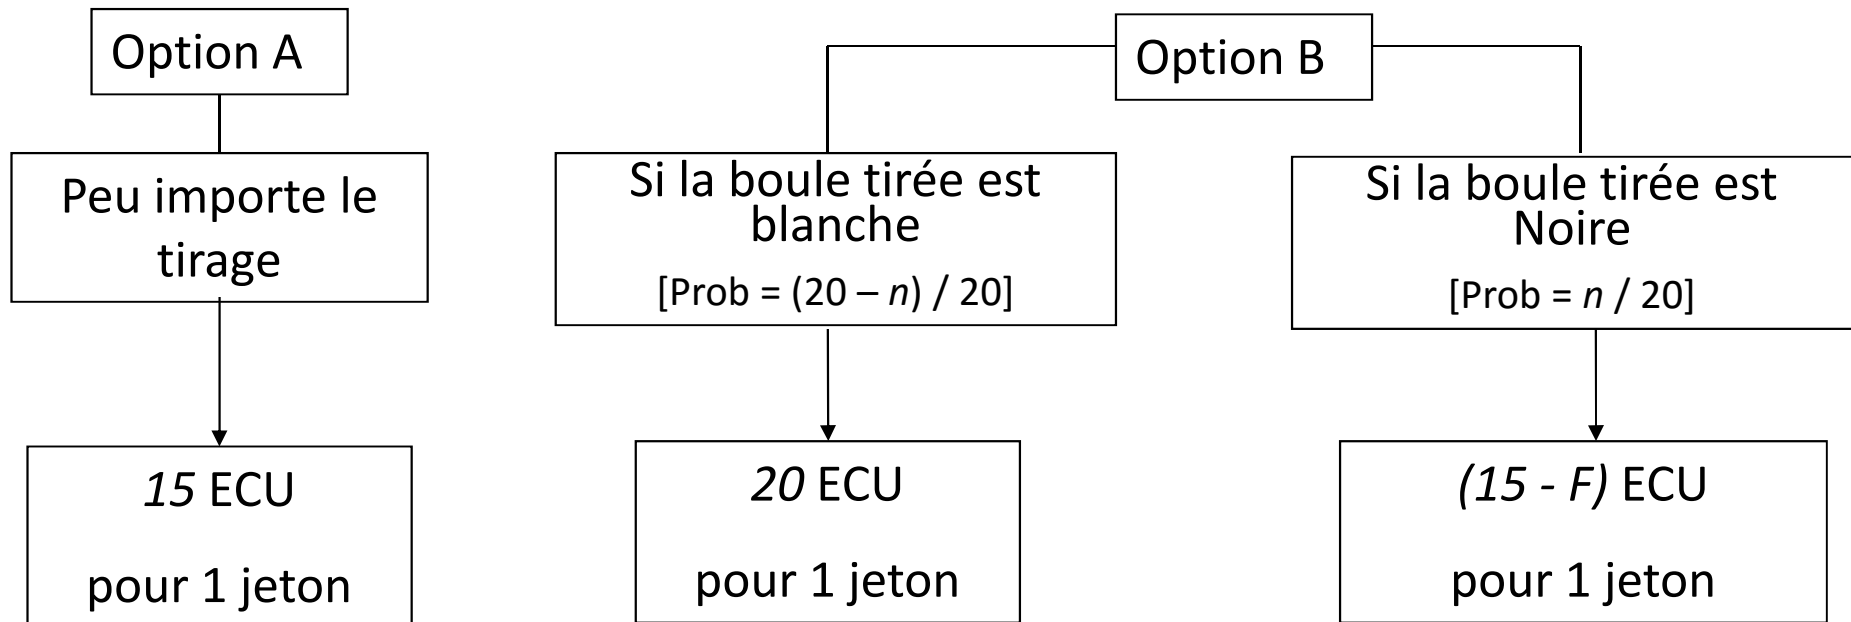 Option A
Peu importe le
tirage
15 ECU
pour 1 jeton
Option B
Si la boule tirée est
blanche
[Prob = (20 – n) / 20]
20 ECU
pour 1 jeton
Si la boule tirée est
Noire
[Prob = n / 20]
(15 - F) ECU
pour 1 jeton